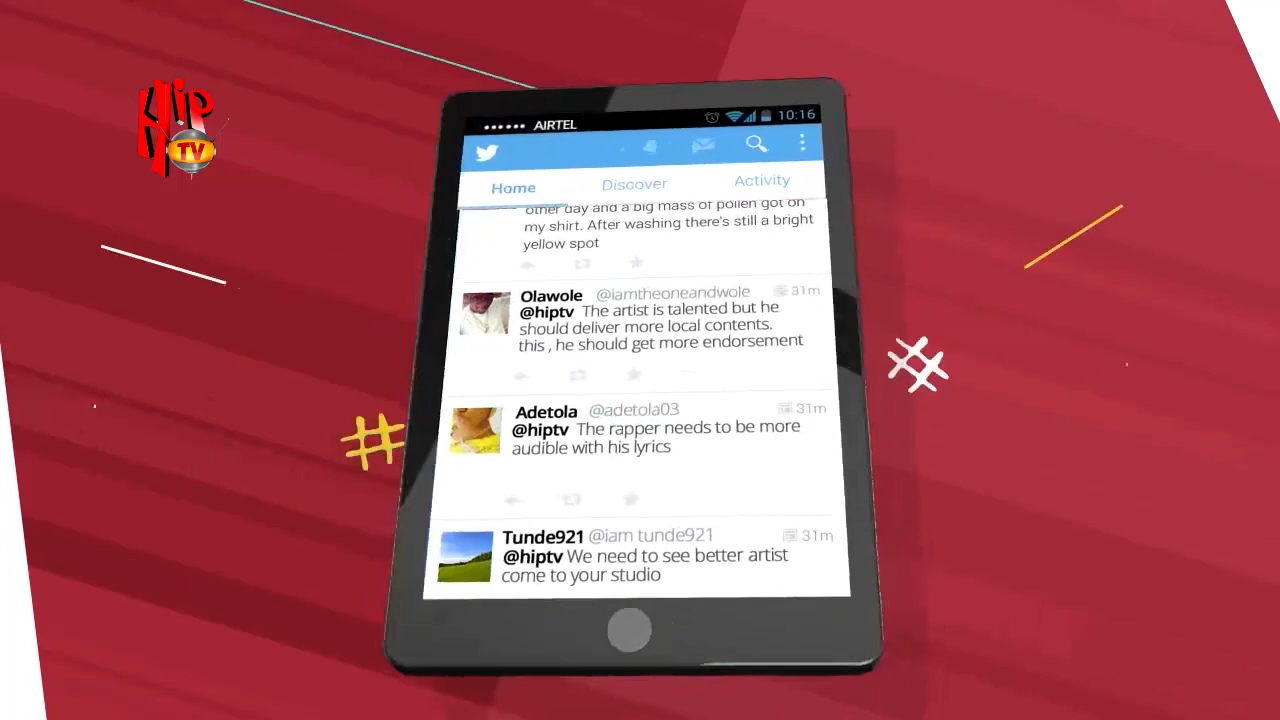 HIP TV
AIRTEL 10:16
Home Discover Activity
other day and a big mass of pollen got on
my shirt. After washing there's still a bright
yellow spot
Olawole @iamtheoneandwole 31m
@hiptv The artist is talented but he
should deliver more local contents.
this , he should get more endorsement
Adetola @adetola03 31m
@hiptv The rapper needs to be more
audible with his lyrics
Tunde921 @iam tunde921 31m
@hiptv We need to see better artist
come to your studio